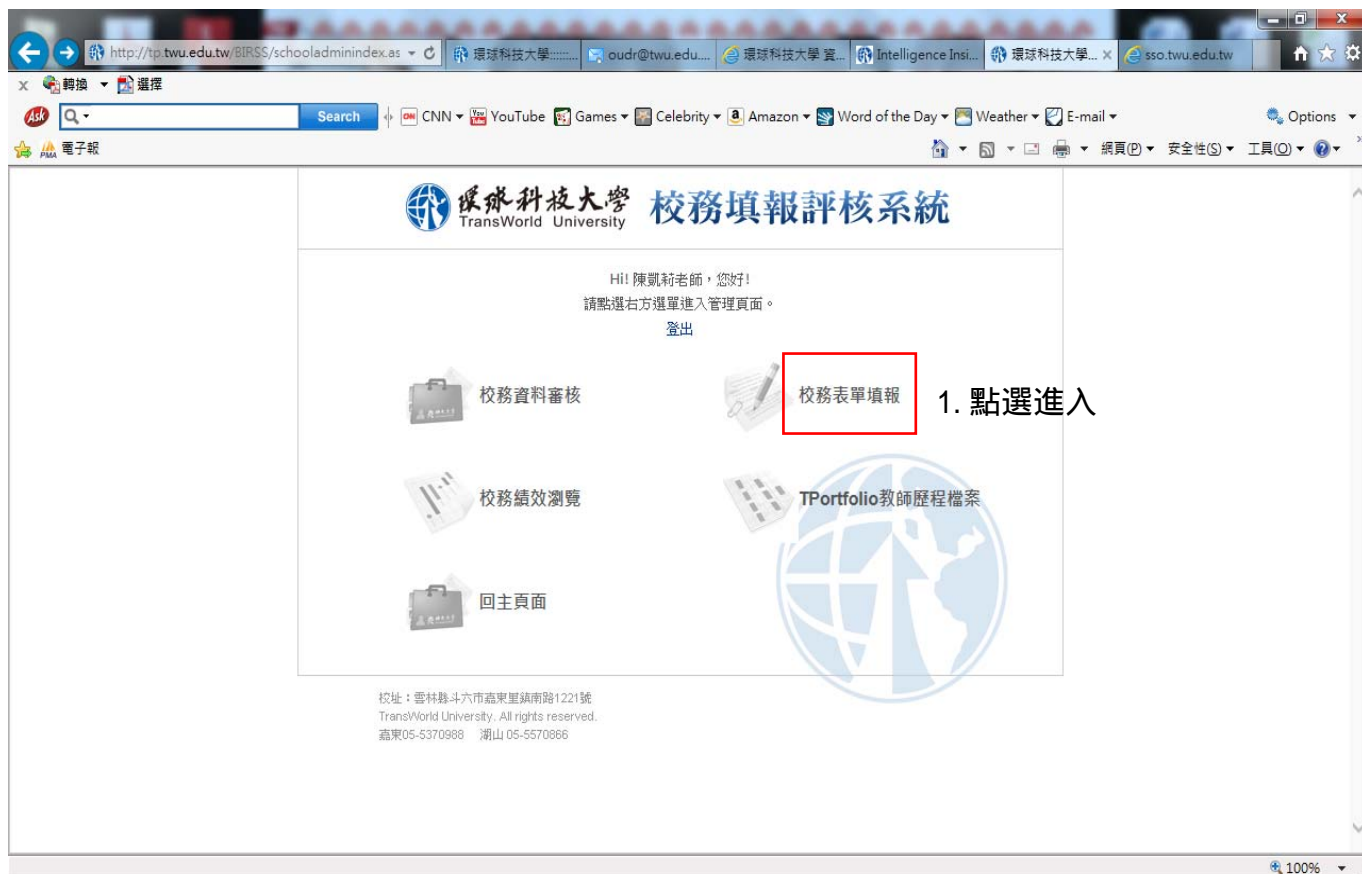 http://tp.twu.edu.tw/BIRSS/schooladminindex.as
環球科技大學::::::...
oudr@twu.edu....
環球科技大學 資...
Intelligence Insi...
環球科技大學... X
sso.twu.edu.tw
x 轉換 選擇
Ask Search CNN YouTube Games Celebrity Amazon Word of the Day Weather E-mail Options
PMA 電子報 網頁(P) 安全性(S) 工具(O)
環球科技大學 校務填報評核系統
TransWorld University
Hi! 陳凱莉老師,您好!
請點選右方選單進入管理頁面。
登出
校務資料審核
校務表單填報
1. 點選進入
校務績效瀏覽
TPortfolio教師歷程檔案
回主頁面
校址:雲林縣斗六市嘉東里鎮南路1221號
TransWorld University. All rights reserved.
嘉東05-5370988 湖山 05-5570866
100%